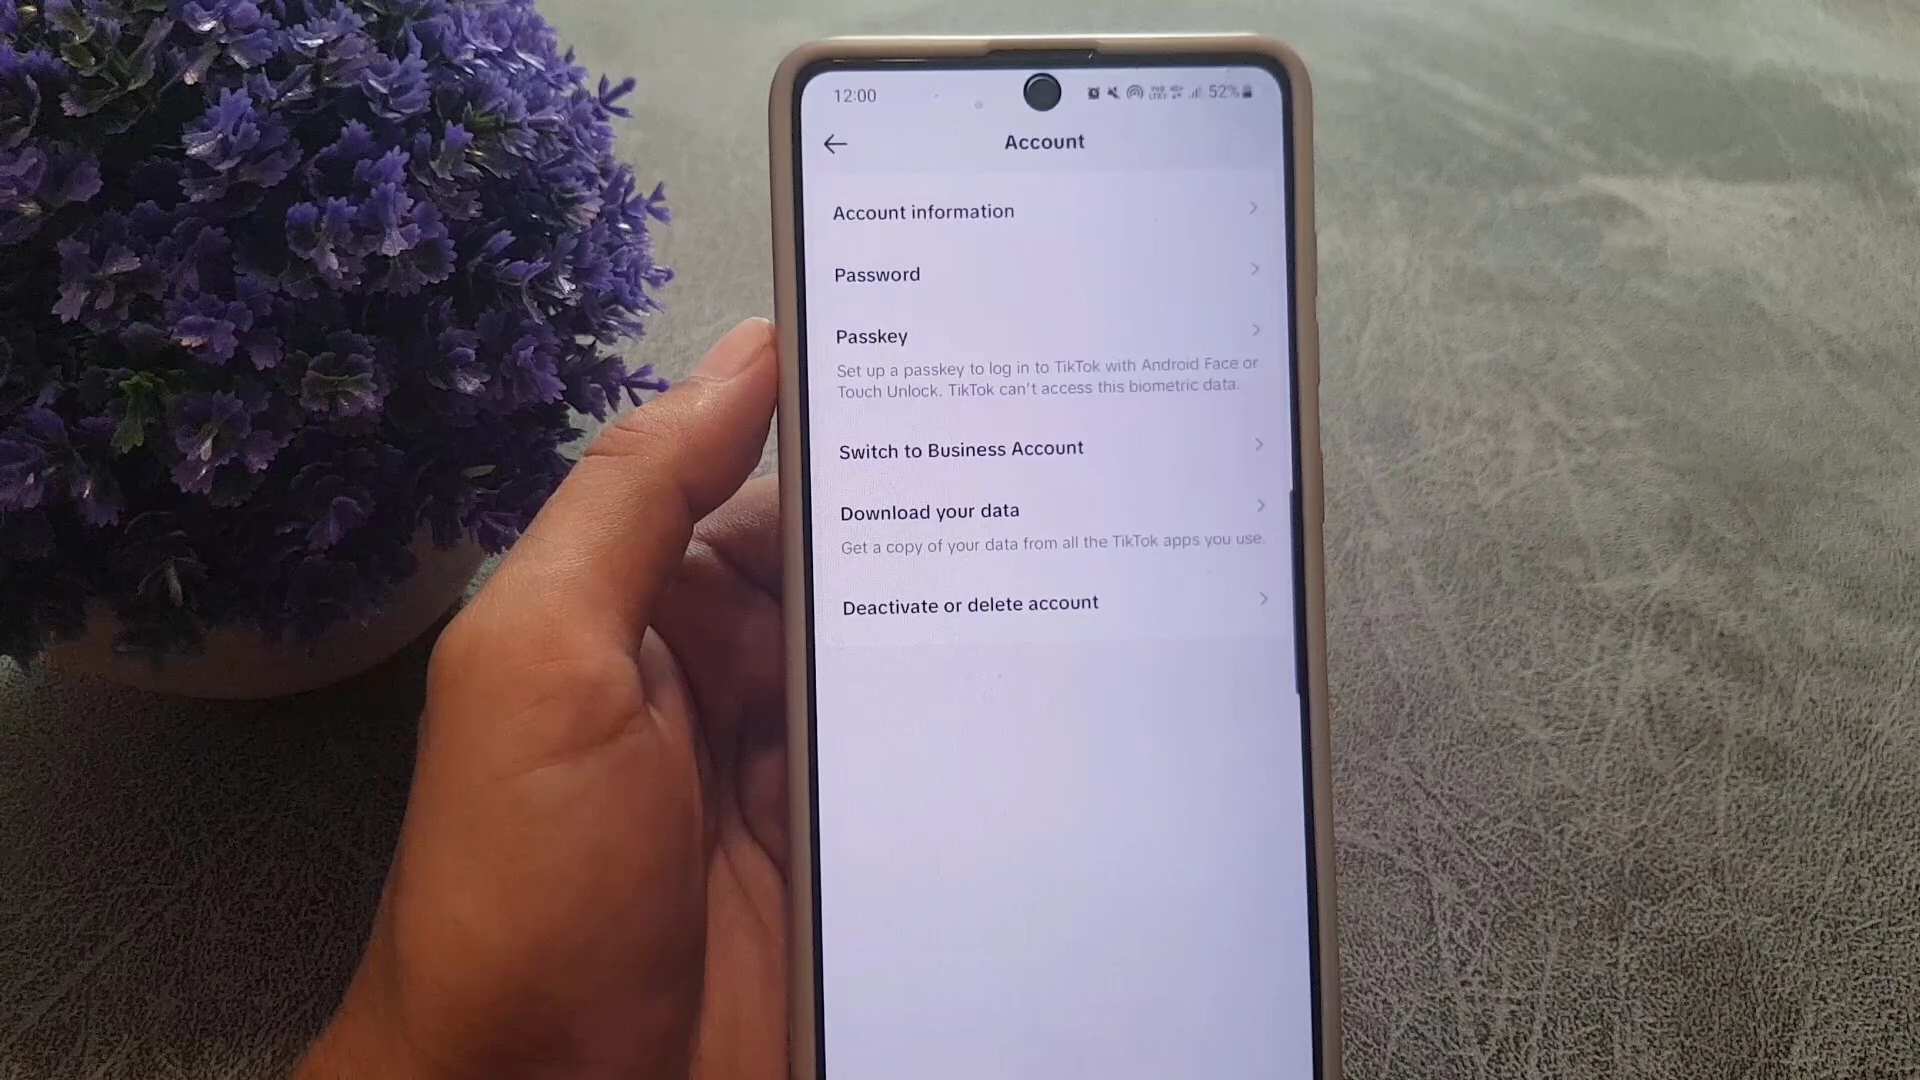 12:00
52%
Account
Account information
Password
Passkey
Set up a passkey to log in to TikTok with Android Face or
Touch Unlock. TikTok can't access this biometric data.
Switch to Business Account
Download your data
Get a copy of your data from all the TikTok apps you use.
Deactivate or delete account